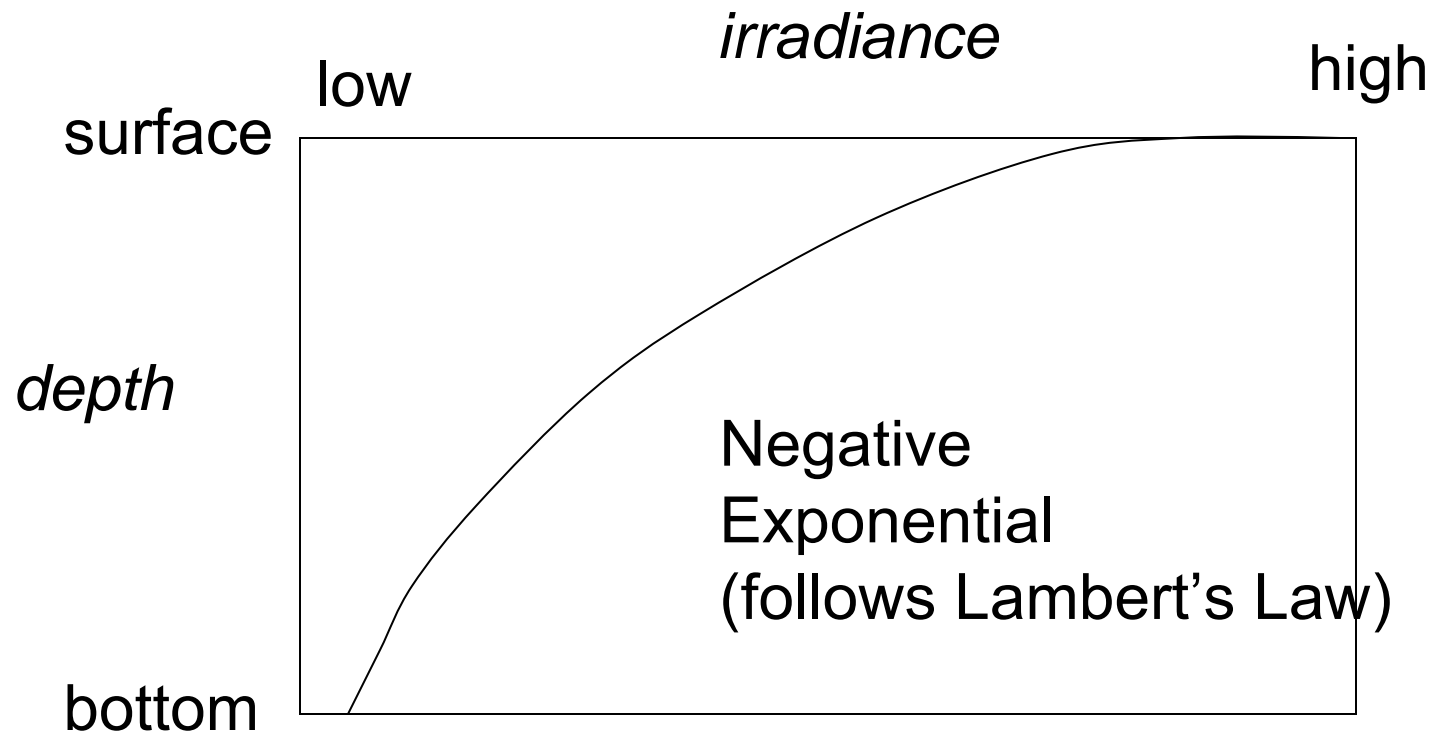 irradiance
low
high
surface
depth
Negative
Exponential
(follows Lambert’s Law)
bottom